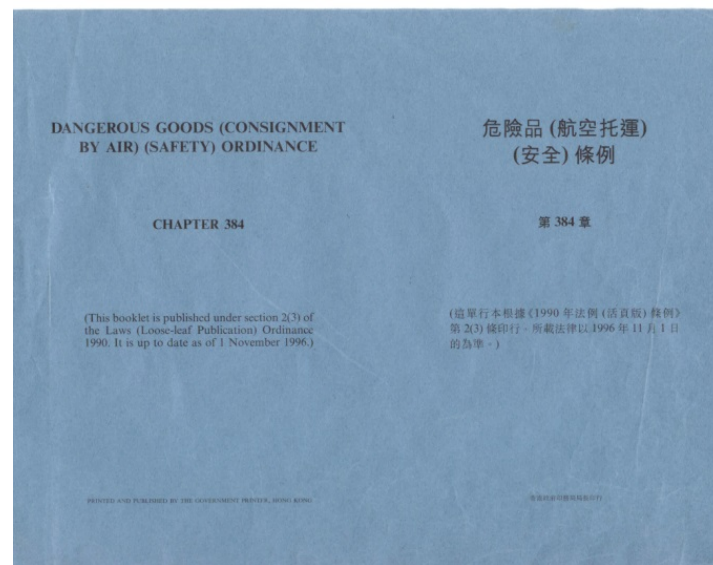 DANGEROUS GOODS (CONSIGNMENT
BY AIR) (SAFETY) ORDINANCE
CHAPTER 384
(This booklet is published under section 2(3) of
the Laws (Loose-leaf Publication) Ordinance
1990. It is up to date as of 1 November 1996.)
PRINTED AND PUBLISHED BY THE GOVERNMENT PRINTER, HONG KONG
危險品 (航空托運)
(安全) 條例
第 384 章
(這單行本根據《1990 年法例 (活頁版) 條例》
第 2(3) 條印行。所載法律以 1996 年 11 月 1 日
的為準。)